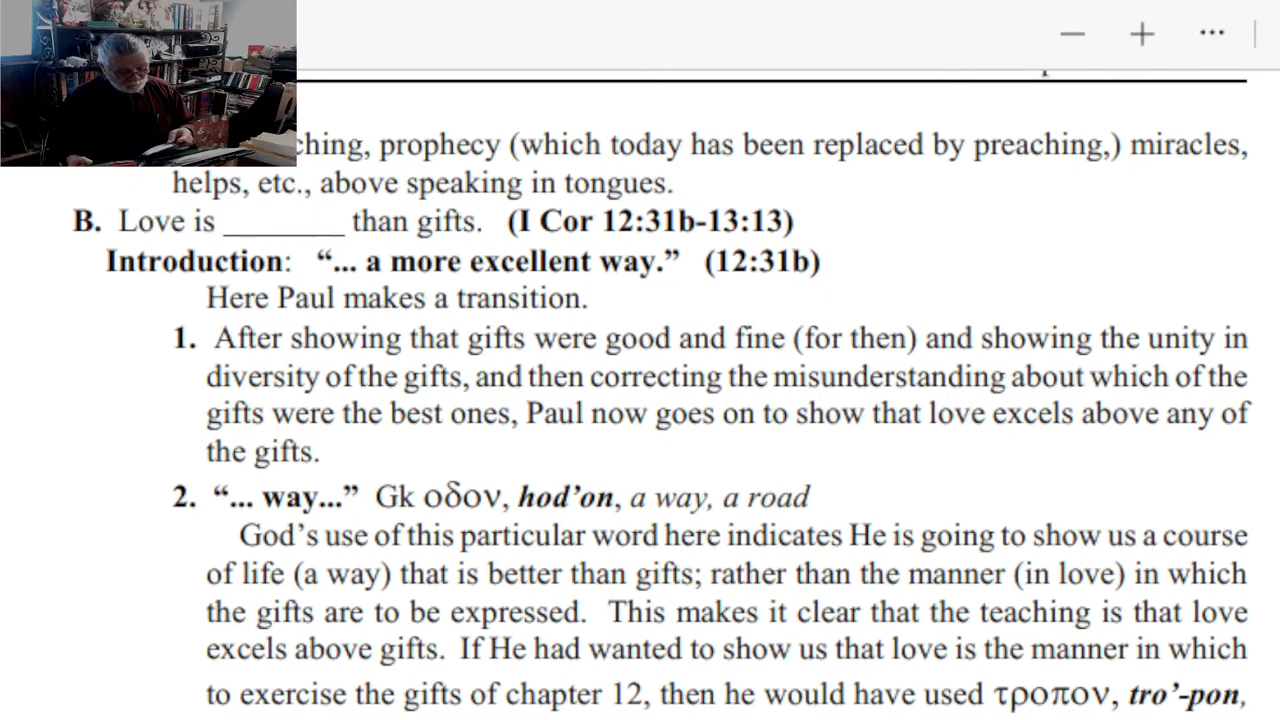 ching, prophecy (which today has been replaced by preaching,) miracles,
helps, etc., above speaking in tongues.
B. Love is ________ than gifts. (I Cor 12:31b-13:13)
Introduction: “... a more excellent way.” (12:31b)
Here Paul makes a transition.
1. After showing that gifts were good and fine (for then) and showing the unity in
diversity of the gifts, and then correcting the misunderstanding about which of the
gifts were the best ones, Paul now goes on to show that love excels above any of
the gifts.
2. “... way...” Gk οδον, hod’on, a way, a road
God’s use of this particular word here indicates He is going to show us a course
of life (a way) that is better than gifts; rather than the manner (in love) in which
the gifts are to be expressed. This makes it clear that the teaching is that love
excels above gifts. If He had wanted to show us that love is the manner in which
to exercise the gifts of chapter 12, then he would have used τροπον, tro’-pon,